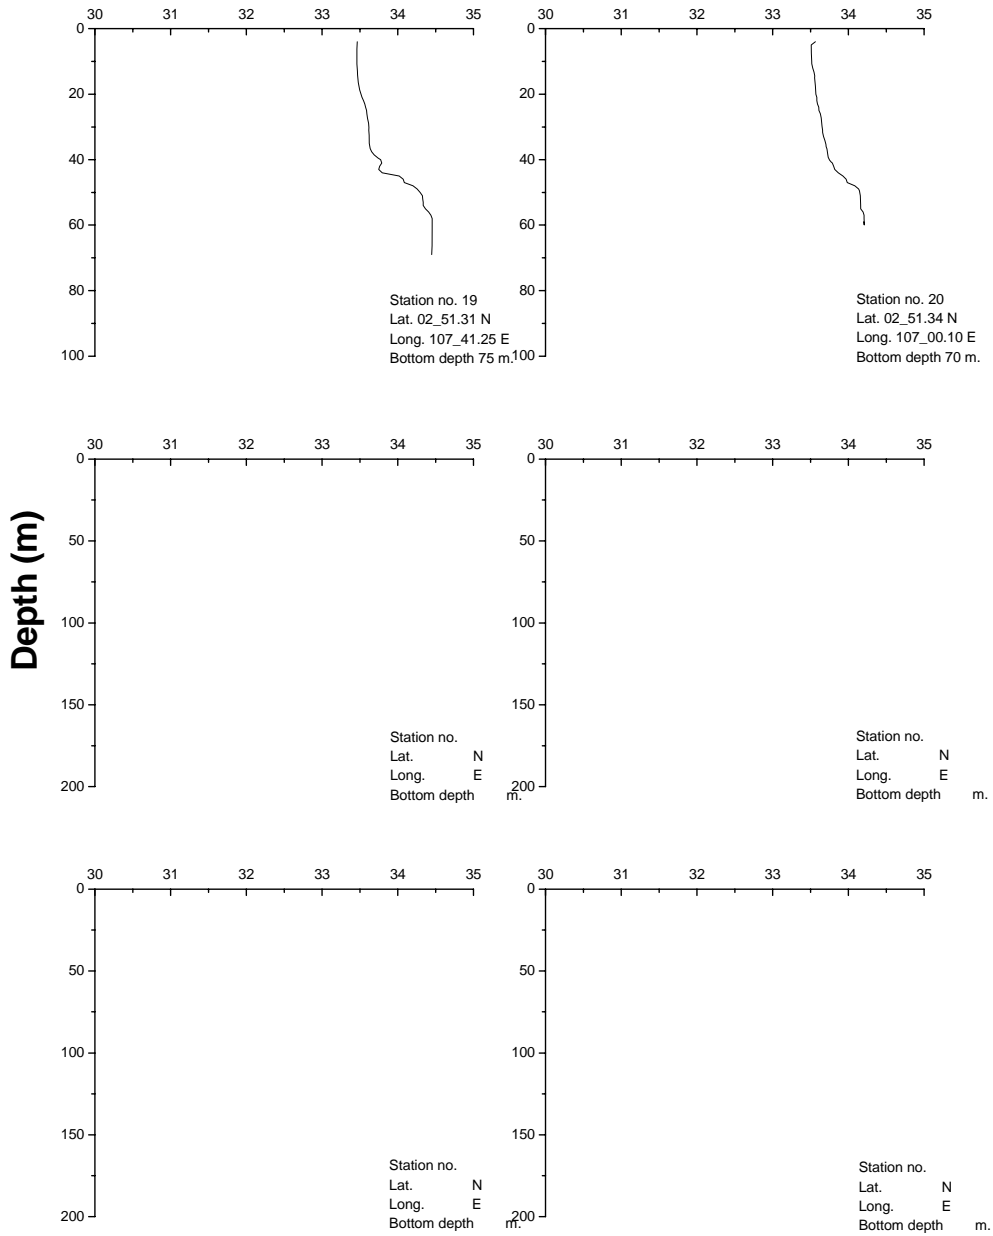 30 31 32 33 34 35
0
20
40
60
80
100
Station no. 19
Lat. 02_51.31 N
Long. 107_41.25 E
Bottom depth 75 m.
30 31 32 33 34 35
0
20
40
60
80
100
Station no. 20
Lat. 02_51.34 N
Long. 107_00.10 E
Bottom depth 70 m.
Depth (m)
30 31 32 33 34 35
0
50
100
150
200
Station no.
Lat. N
Long. E
Bottom depth m.
30 31 32 33 34 35
0
50
100
150
200
Station no.
Lat. N
Long. E
Bottom depth m.
30 31 32 33 34 35
0
50
100
150
200
Station no.
Lat. N
Long. E
Bottom depth m.
30 31 32 33 34 35
0
50
100
150
200
Station no.
Lat. N
Long. E
Bottom depth m.